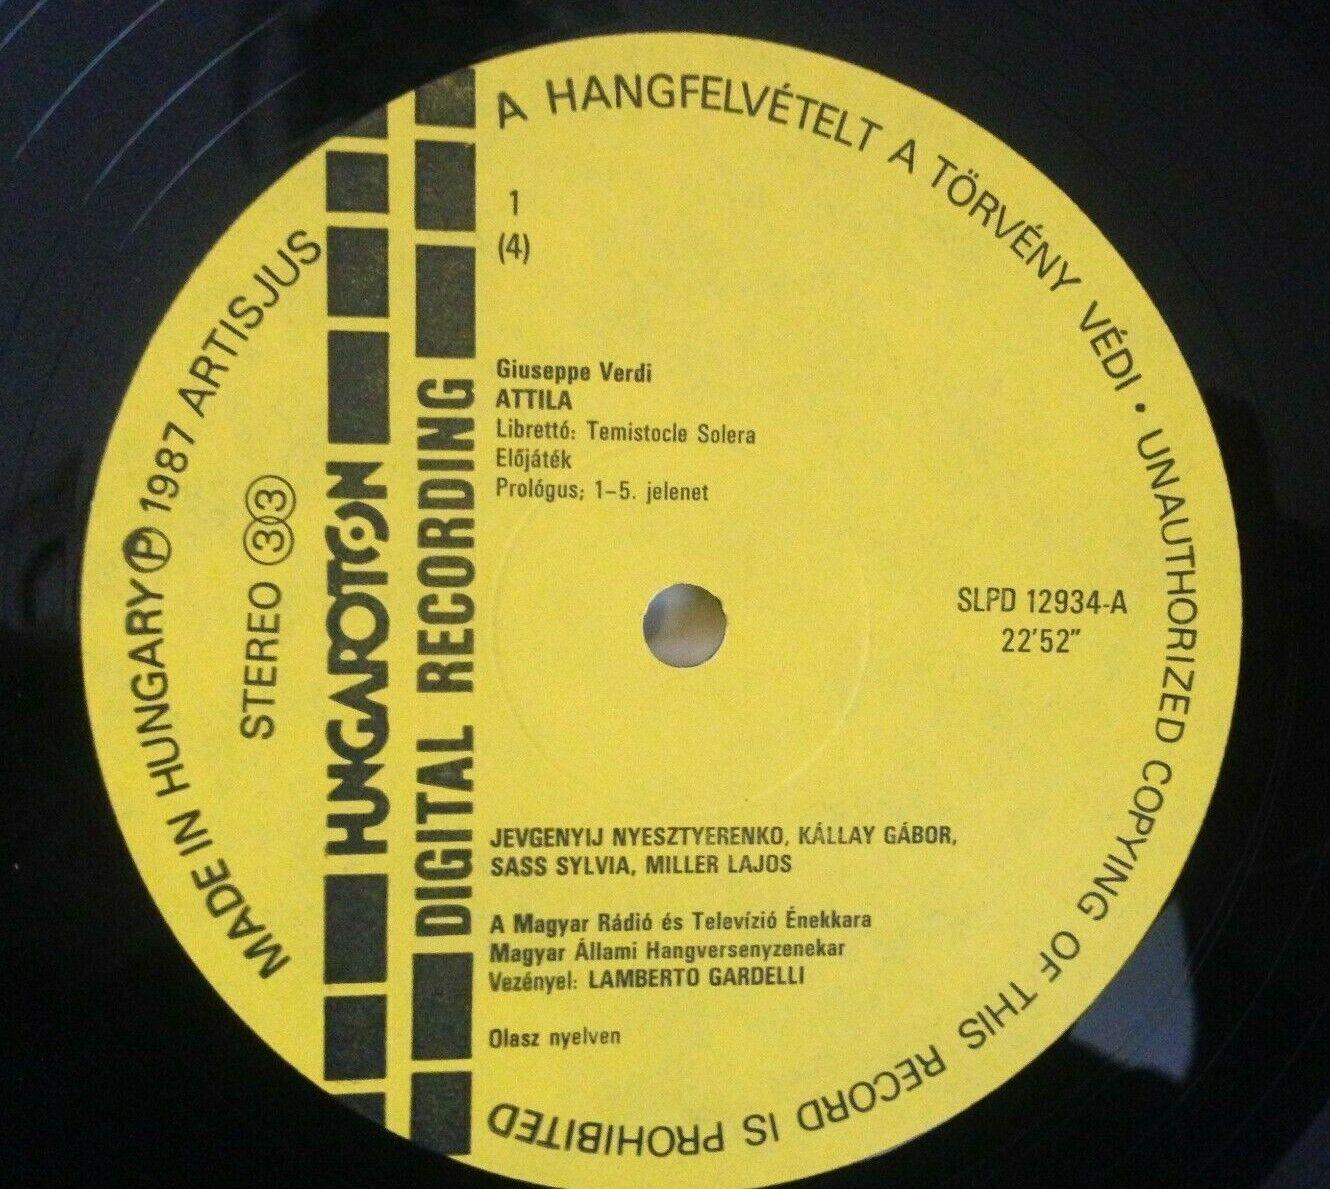 A HANGFELVÉTELT A TÖRVÉNY VÉDI • UNAUTHORIZED COPYING OF THIS RECORD IS PROHIBITED
MADE IN HUNGARY Ⓟ 1987 ARTISJUS
STEREO 33
HUNGAROTON
DIGITAL RECORDING
1
(4)
Giuseppe Verdi
ATTILA
Librettó: Temistocle Solera
Előjáték
Prológus; 1–5. jelenet
SLPD 12934-A
22'52"
JEVGENYIJ NYESZTYERENKO, KÁLLAY GÁBOR,
SASS SYLVIA, MILLER LAJOS
A Magyar Rádió és Televízió Énekkara
Magyar Állami Hangversenyzenekar
Vezényel: LAMBERTO GARDELLI
Olasz nyelven